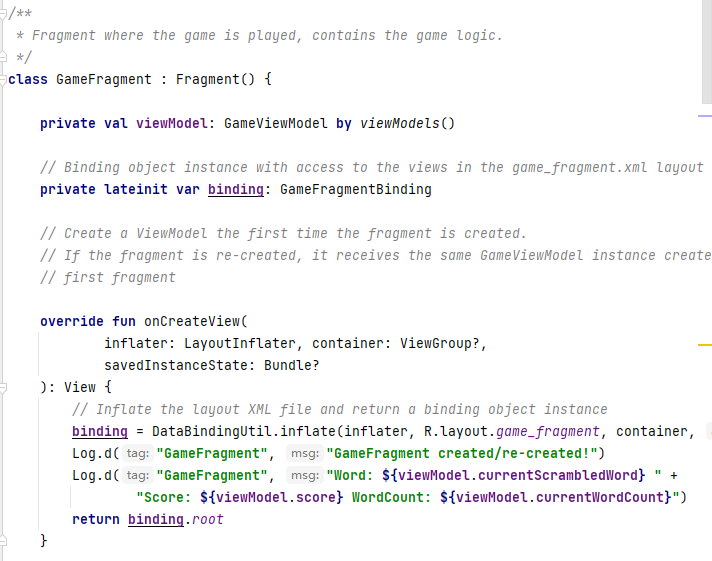 /**
* Fragment where the game is played, contains the game logic.
*/
class GameFragment : Fragment() {
private val viewModel: GameViewModel by viewModels()
// Binding object instance with access to the views in the game_fragment.xml layout
private lateinit var binding: GameFragmentBinding
// Create a ViewModel the first time the fragment is created.
// If the fragment is re-created, it receives the same GameViewModel instance create
// first fragment
override fun onCreateView(
inflater: LayoutInflater, container: ViewGroup?,
savedInstanceState: Bundle?
): View {
// Inflate the layout XML file and return a binding object instance
binding = DataBindingUtil.inflate(inflater, R.layout.game_fragment, container,
Log.d( tag: "GameFragment", msg: "GameFragment created/re-created!")
Log.d( tag: "GameFragment", msg: "Word: ${viewModel.currentScrambledWord} " +
"Score: ${viewModel.score} WordCount: ${viewModel.currentWordCount}")
return binding.root
}